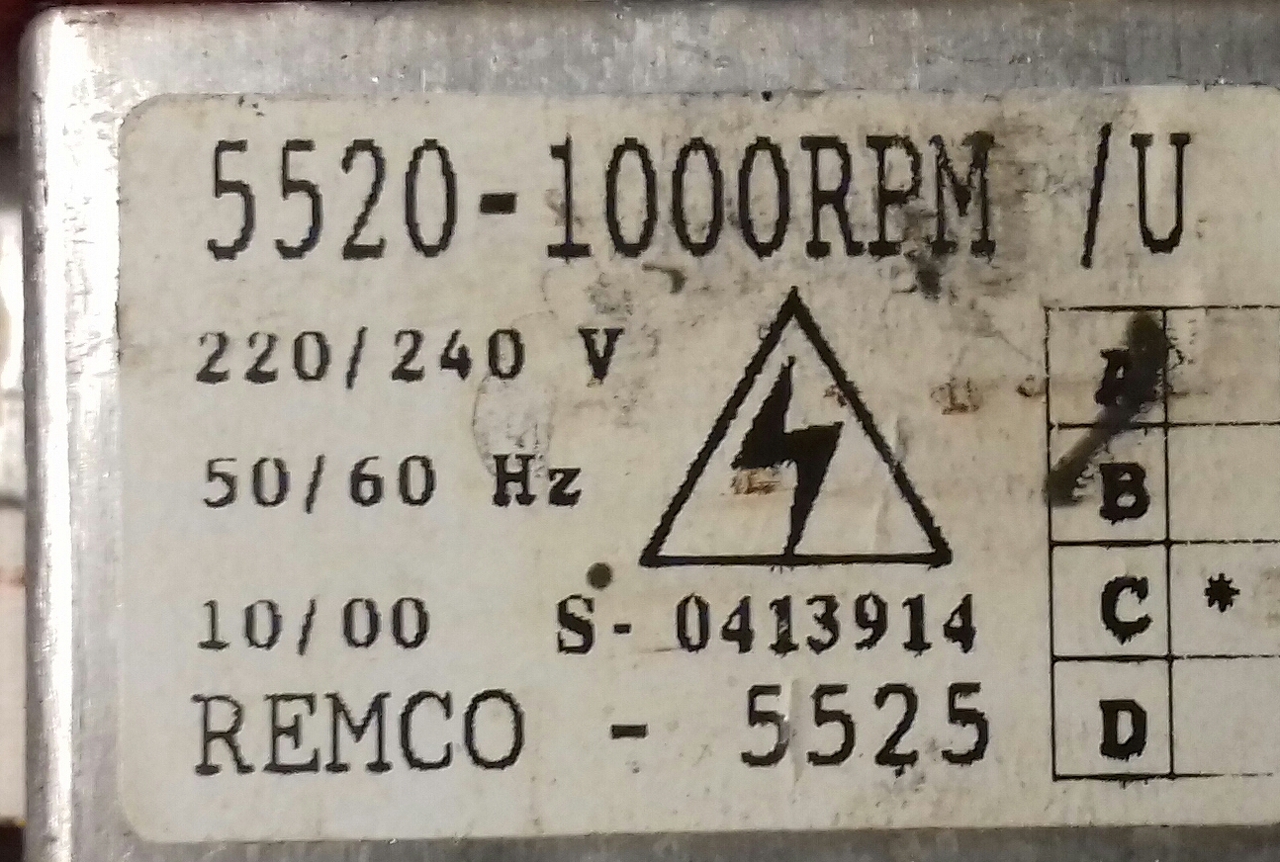 5520-1000RPM /U
220/240 V
50/60 Hz
10/00 S- 0413914
REMCO - 5525
A
B
C *
D